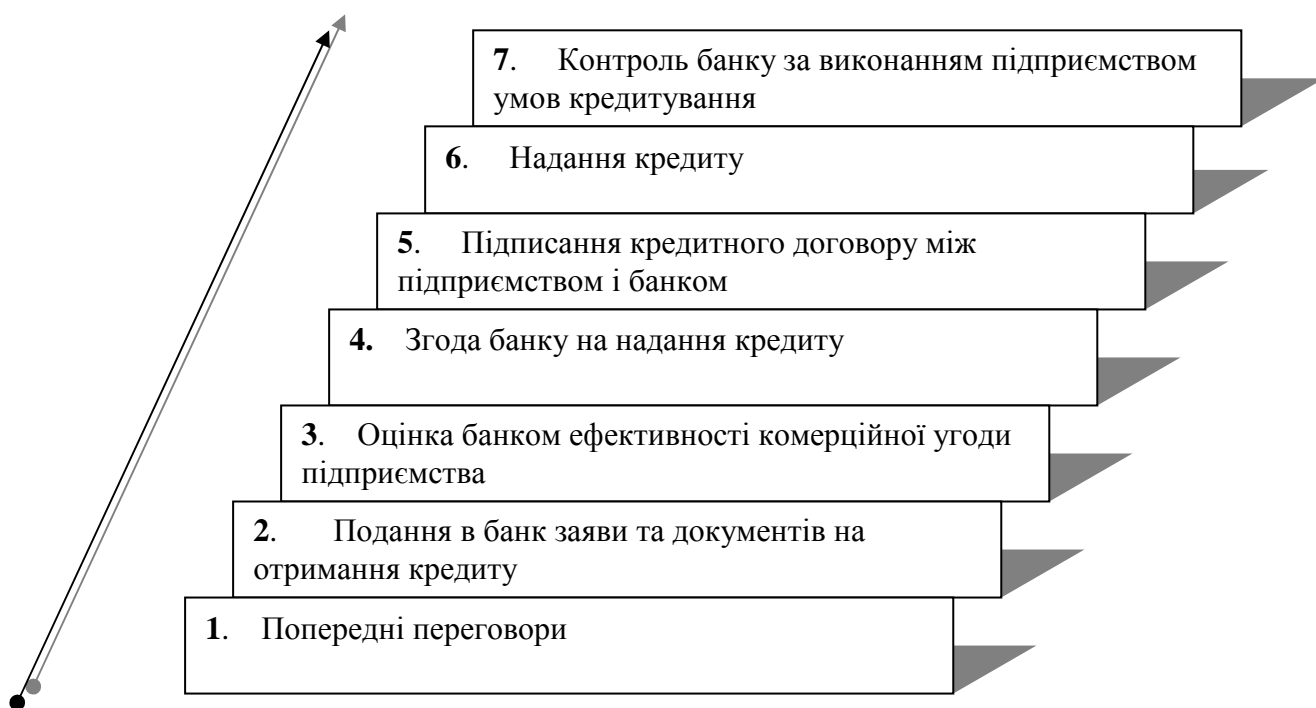 7. Контроль банку за виконанням підприємством
умов кредитування
6. Надання кредиту
5. Підписання кредитного договору між
підприємством і банком
4. Згода банку на надання кредиту
3. Оцінка банком ефективності комерційної угоди
підприємства
2. Подання в банк заяви та документів на
отримання кредиту
1. Попередні переговори